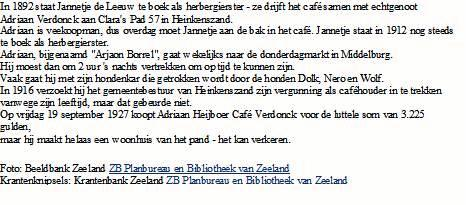 In 1892 staat Jannetje de Leeuw te boek als herbergierster - ze drijft het café samen met echtgenoot
Adriaan Verdonck aan Clara's Pad 57 in Heinkenszand.
Adriaan is veekoopman, dus overdag moet Jannetje aan de bak in het café. Jannetje staat in 1912 nog steeds
te boek als herbergierster.
Adriaan, bijgenaamd "Arjaon Borrel", gaat wekelijks naar de donderdagmarkt in Middelburg.
Hij moest dan om 2 uur 's nachts vertrekken om op tijd te kunnen zijn.
Vaak gaat hij met zijn hondenkar die getrokken wordt door de honden Dolk, Nero en Wolf.
In 1916 verzoekt hij het gemeentebestuur van Heinkenszand zijn vergunning als caféhouder in te trekken
vanwege zijn leeftijd, maar dat gebeurde niet.
Op vrijdag 19 september 1927 koopt Adriaan Heijboer Café Verdonck voor de luttele som van 3.225
gulden,
maar hij maakt helaas een woonhuis van het pand - het kan verkeren.
Foto: Beeldbank Zeeland ZB Planbureau en Bibliotheek van Zeeland
Krantenknipsels: Krantenbank Zeeland ZB Planbureau en Bibliotheek van Zeeland